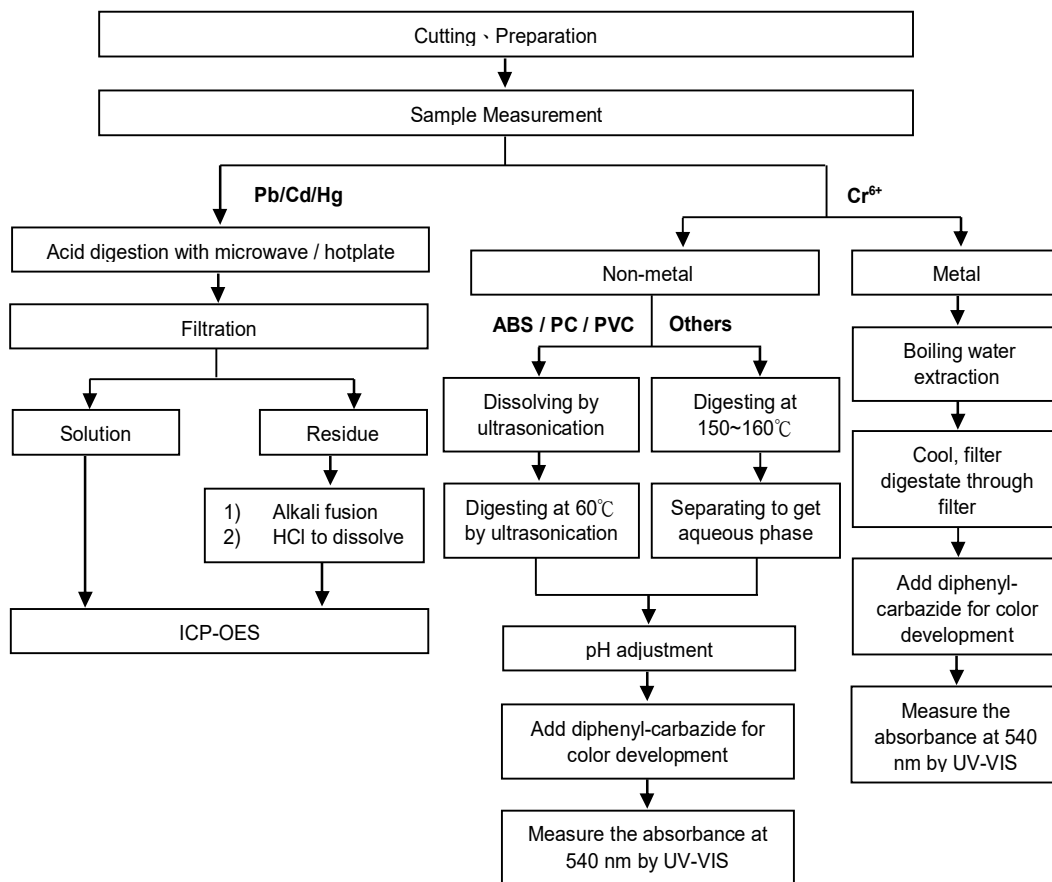 Cutting、Preparation
Sample Measurement
Pb/Cd/Hg
Cr⁶⁺
Acid digestion with microwave / hotplate
Non-metal
Metal
Filtration
ABS / PC / PVC
Others
Boiling water
extraction
Solution
Residue
Dissolving by
ultrasonication
Digesting at
150~160℃
Cool, filter
digestate through
filter
1) Alkali fusion
2) HCl to dissolve
Digesting at 60℃
by ultrasonication
Separating to get
aqueous phase
Add diphenyl-
carbazide for color
development
ICP-OES
pH adjustment
Measure the
absorbance at 540
nm by UV-VIS
Add diphenyl-carbazide for
color development
Measure the absorbance at
540 nm by UV-VIS